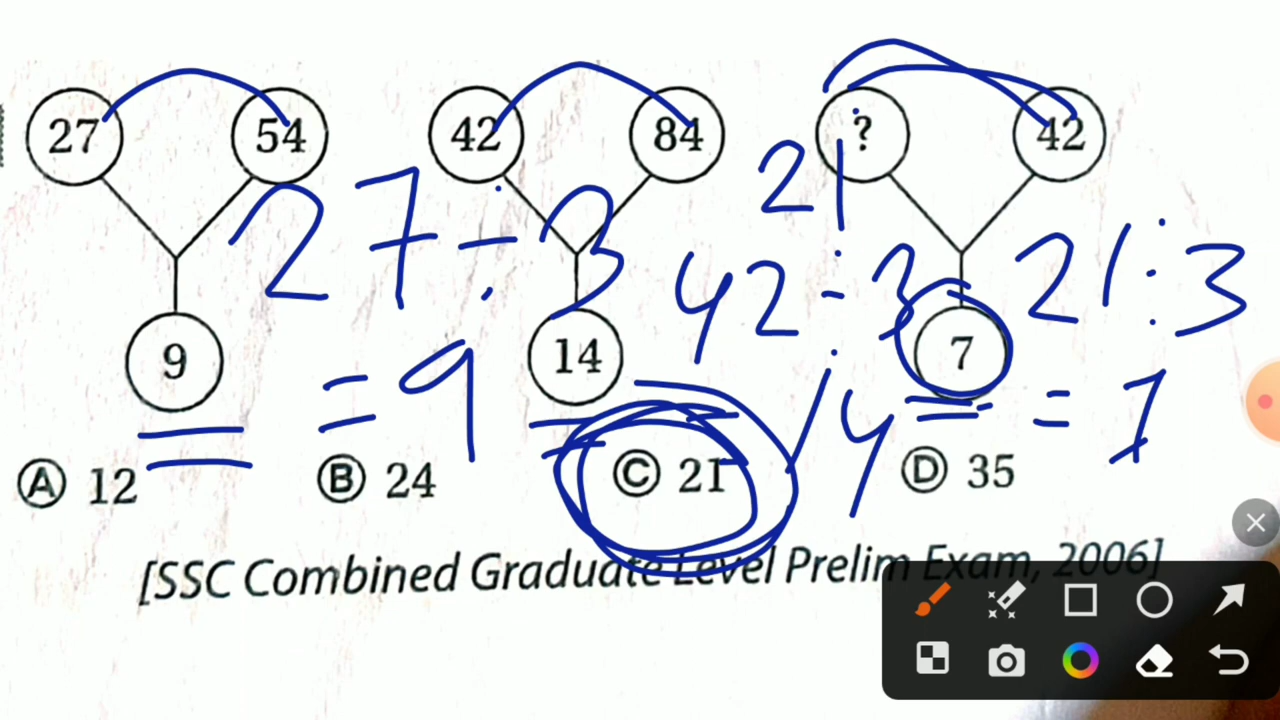 27 54 42 84 ? 42
21
27 ÷ 3 42 ÷ 3 21 ÷ 3
9 14 7
= 9 14 = 7
Ⓐ 12 Ⓑ 24 Ⓒ 21 Ⓓ 35
[SSC Combined Graduate Level Prelim Exam, 2006]